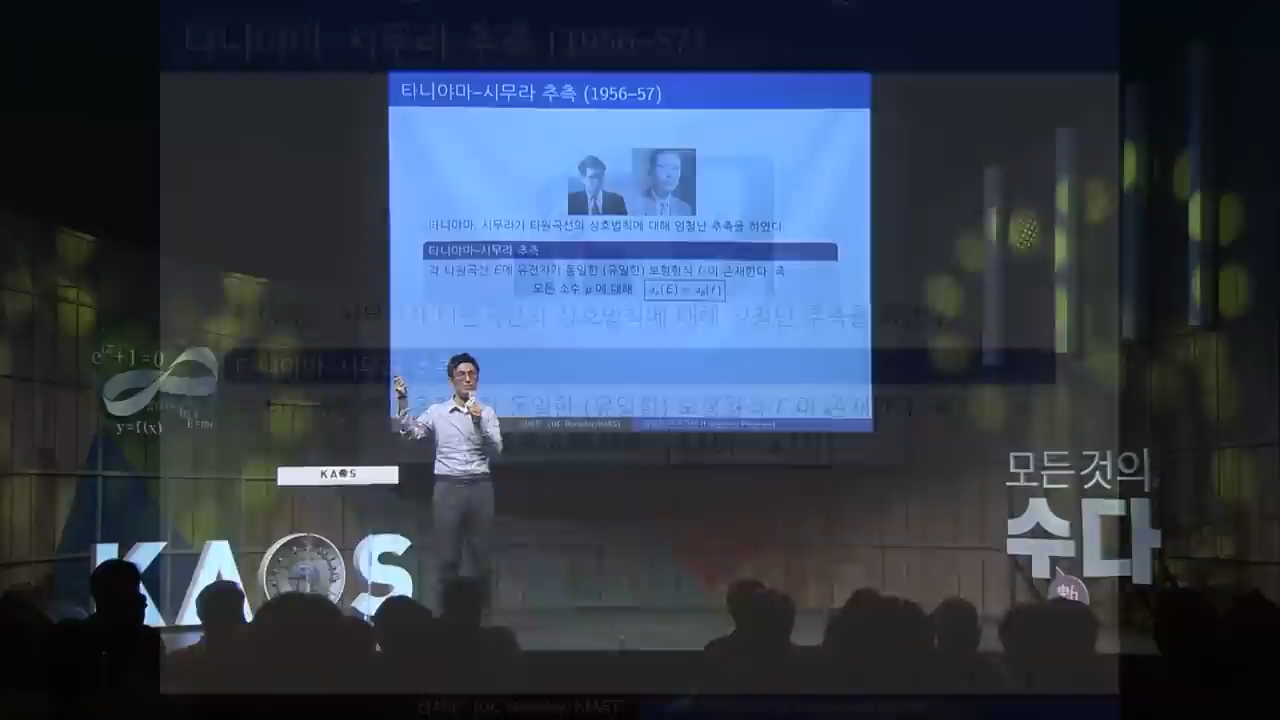 타니야마–시무라 추측 (1956–57)
타니야마, 시무라가 타원곡선의 상호법칙에 대해 엄청난 추측을 하였다.
타니야마–시무라 추측
각 타원곡선 E에 유전자가 동일한 (유일한) 보형형식 f 이 존재한다. 즉
모든 소수 p 에 대해 aₚ(E) = aₚ(f)
y=f(x)
KAOS
KAOS
모든것의
수다